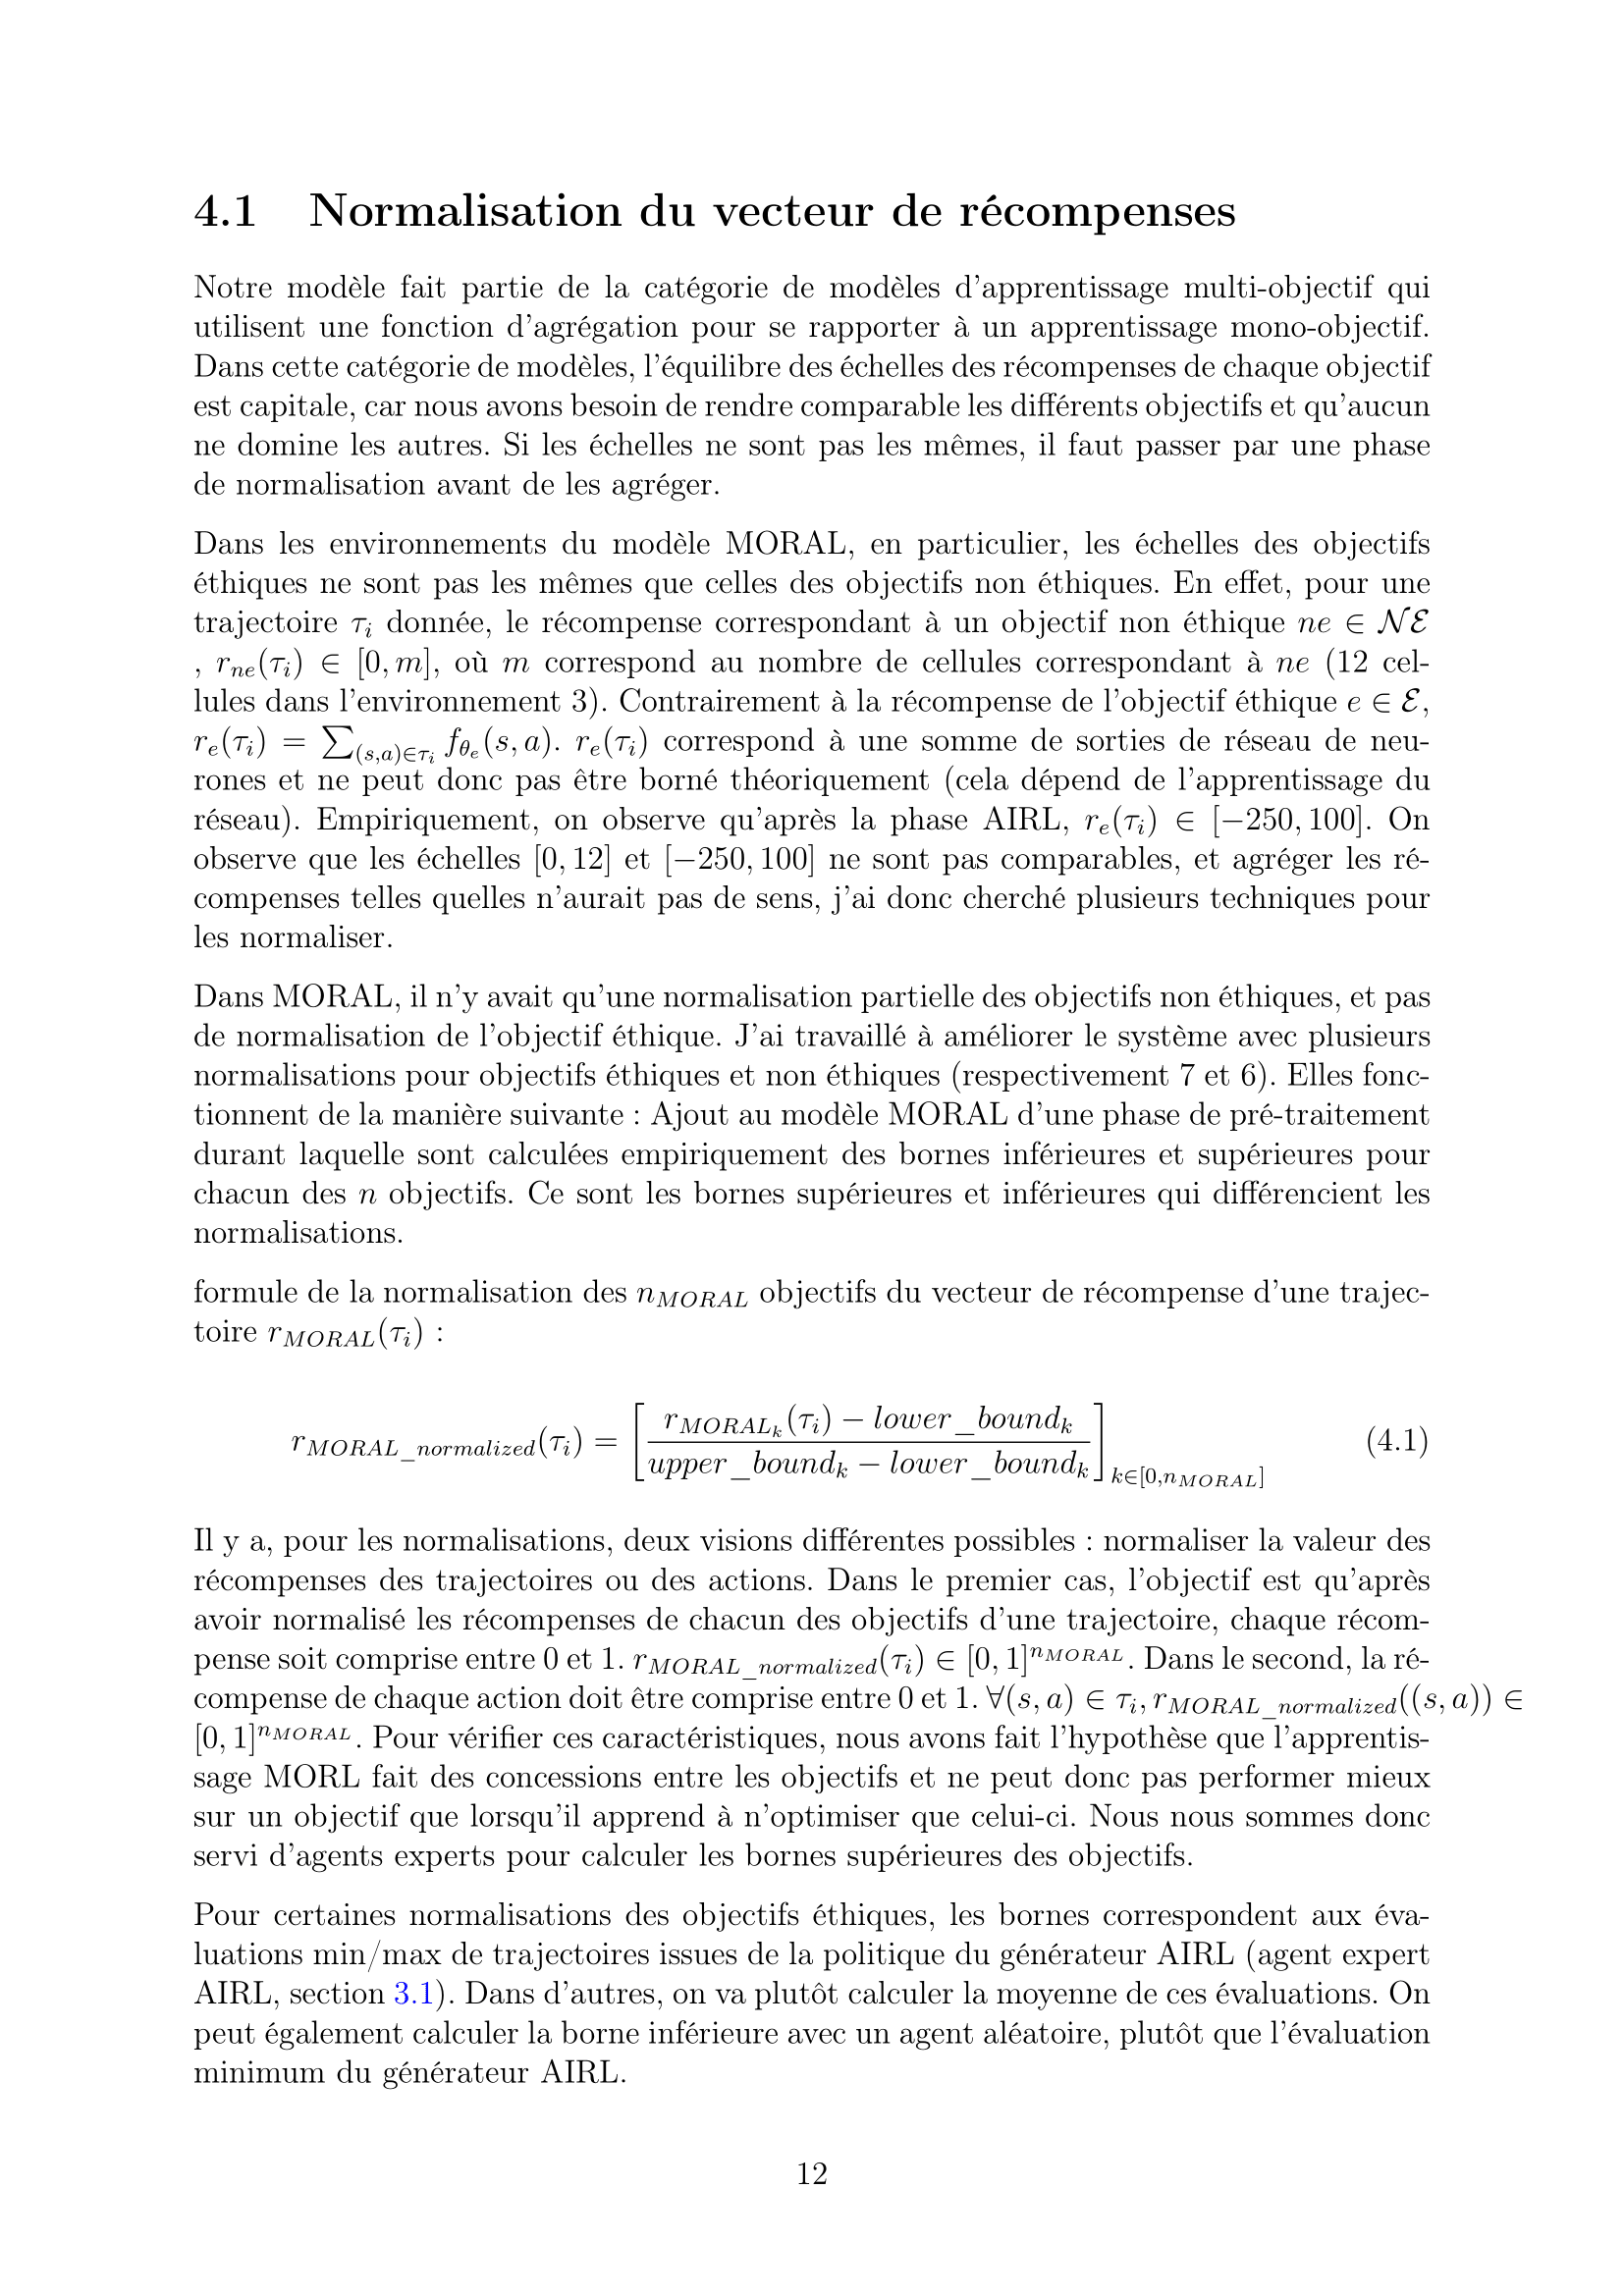 4.1 Normalisation du vecteur de récompenses
Notre modèle fait partie de la catégorie de modèles d'apprentissage multi-objectif qui
utilisent une fonction d'agrégation pour se rapporter à un apprentissage mono-objectif.
Dans cette catégorie de modèles, l'équilibre des échelles des récompenses de chaque objectif
est capitale, car nous avons besoin de rendre comparable les différents objectifs et qu'aucun
ne domine les autres. Si les échelles ne sont pas les mêmes, il faut passer par une phase
de normalisation avant de les agréger.
Dans les environnements du modèle MORAL, en particulier, les échelles des objectifs
éthiques ne sont pas les mêmes que celles des objectifs non éthiques. En effet, pour une
trajectoire $\tau_i$ donnée, le récompense correspondant à un objectif non éthique $ne \in \mathcal{NE}$
, $r_{ne}(\tau_i) \in [0, m]$, où $m$ correspond au nombre de cellules correspondant à $ne$ (12 cel-
lules dans l'environnement 3). Contrairement à la récompense de l'objectif éthique $e \in \mathcal{E}$,
$r_e(\tau_i) = \sum_{(s,a)\in\tau_i} f_{\theta_e}(s, a)$. $r_e(\tau_i)$ correspond à une somme de sorties de réseau de neu-
rones et ne peut donc pas être borné théoriquement (cela dépend de l'apprentissage du
réseau). Empiriquement, on observe qu'après la phase AIRL, $r_e(\tau_i) \in [-250, 100]$. On
observe que les échelles $[0, 12]$ et $[-250, 100]$ ne sont pas comparables, et agréger les ré-
compenses telles quelles n'aurait pas de sens, j'ai donc cherché plusieurs techniques pour
les normaliser.
Dans MORAL, il n'y avait qu'une normalisation partielle des objectifs non éthiques, et pas
de normalisation de l'objectif éthique. J'ai travaillé à améliorer le système avec plusieurs
normalisations pour objectifs éthiques et non éthiques (respectivement 7 et 6). Elles fonc-
tionnent de la manière suivante : Ajout au modèle MORAL d'une phase de pré-traitement
durant laquelle sont calculées empiriquement des bornes inférieures et supérieures pour
chacun des $n$ objectifs. Ce sont les bornes supérieures et inférieures qui différencient les
normalisations.
formule de la normalisation des $n_{MORAL}$ objectifs du vecteur de récompense d'une trajec-
toire $r_{MORAL}(\tau_i)$ :
$r_{MORAL\_normalized}(\tau_i) = \left[\frac{r_{MORAL_k}(\tau_i) - lower\_bound_k}{upper\_bound_k - lower\_bound_k}\right]_{k\in[0,n_{MORAL}]}$ (4.1)
Il y a, pour les normalisations, deux visions différentes possibles : normaliser la valeur des
récompenses des trajectoires ou des actions. Dans le premier cas, l'objectif est qu'après
avoir normalisé les récompenses de chacun des objectifs d'une trajectoire, chaque récom-
pense soit comprise entre 0 et 1. $r_{MORAL\_normalized}(\tau_i) \in [0, 1]^{n_{MORAL}}$. Dans le second, la ré-
compense de chaque action doit être comprise entre 0 et 1. $\forall(s, a) \in \tau_i, r_{MORAL\_normalized}((s, a)) \in$
$[0, 1]^{n_{MORAL}}$. Pour vérifier ces caractéristiques, nous avons fait l'hypothèse que l'apprentis-
sage MORL fait des concessions entre les objectifs et ne peut donc pas performer mieux
sur un objectif que lorsqu'il apprend à n'optimiser que celui-ci. Nous nous sommes donc
servi d'agents experts pour calculer les bornes supérieures des objectifs.
Pour certaines normalisations des objectifs éthiques, les bornes correspondent aux éva-
luations min/max de trajectoires issues de la politique du générateur AIRL (agent expert
AIRL, section 3.1). Dans d'autres, on va plutôt calculer la moyenne de ces évaluations. On
peut également calculer la borne inférieure avec un agent aléatoire, plutôt que l'évaluation
minimum du générateur AIRL.
12